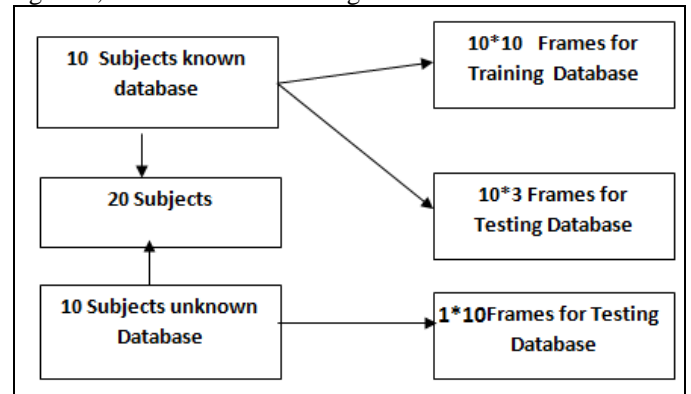 10 Subjects known
database
10*10 Frames for
Training Database
20 Subjects
10*3 Frames for
Testing Database
10 Subjects unknown
Database
1*10Frames for Testing
Database